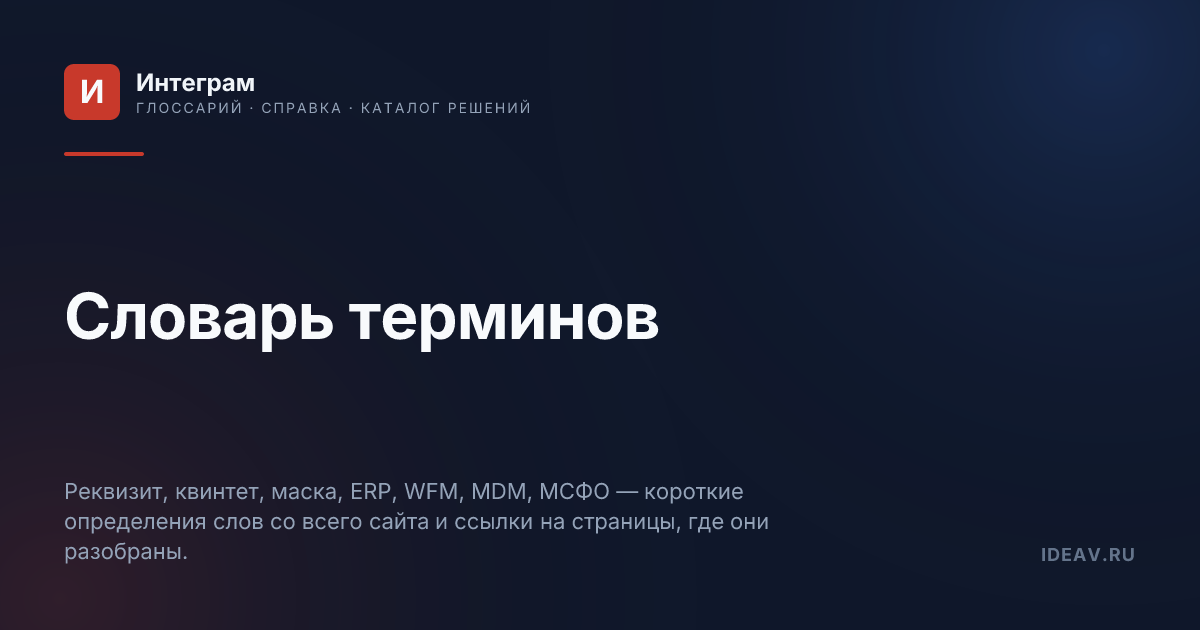 И
Интеграм
ГЛОССАРИЙ · СПРАВКА · КАТАЛОГ РЕШЕНИЙ
Словарь терминов
Реквизит, квинтет, маска, ERP, WFM, MDM, МСФО — короткие
определения слов со всего сайта и ссылки на страницы, где они
разобраны.
IDEAV.RU